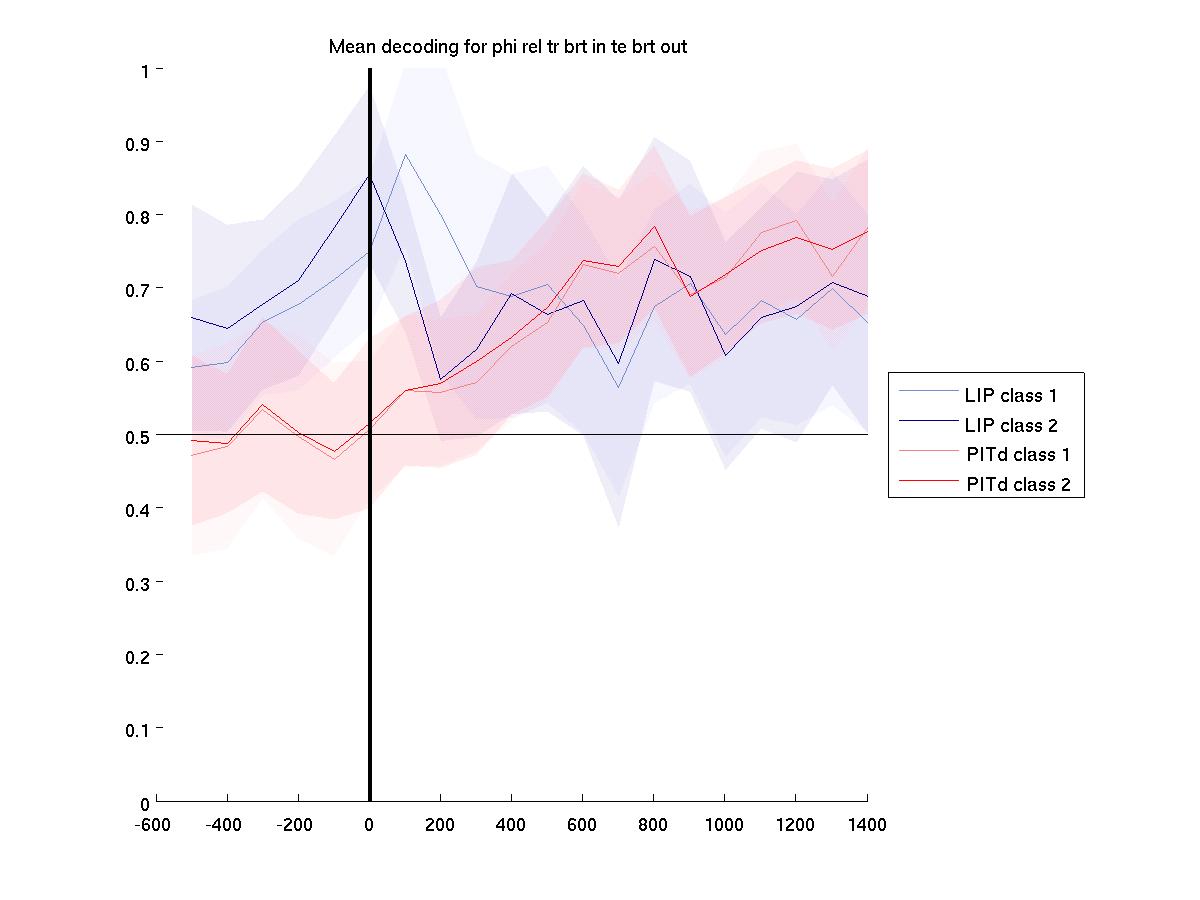 Mean decoding for phi rel tr brt in te brt out
1
0.9
0.8
0.7
0.6
0.5
0.4
0.3
0.2
0.1
0
-600 -400 -200 0 200 400 600 800 1000 1200 1400
LIP class 1
LIP class 2
PITd class 1
PITd class 2